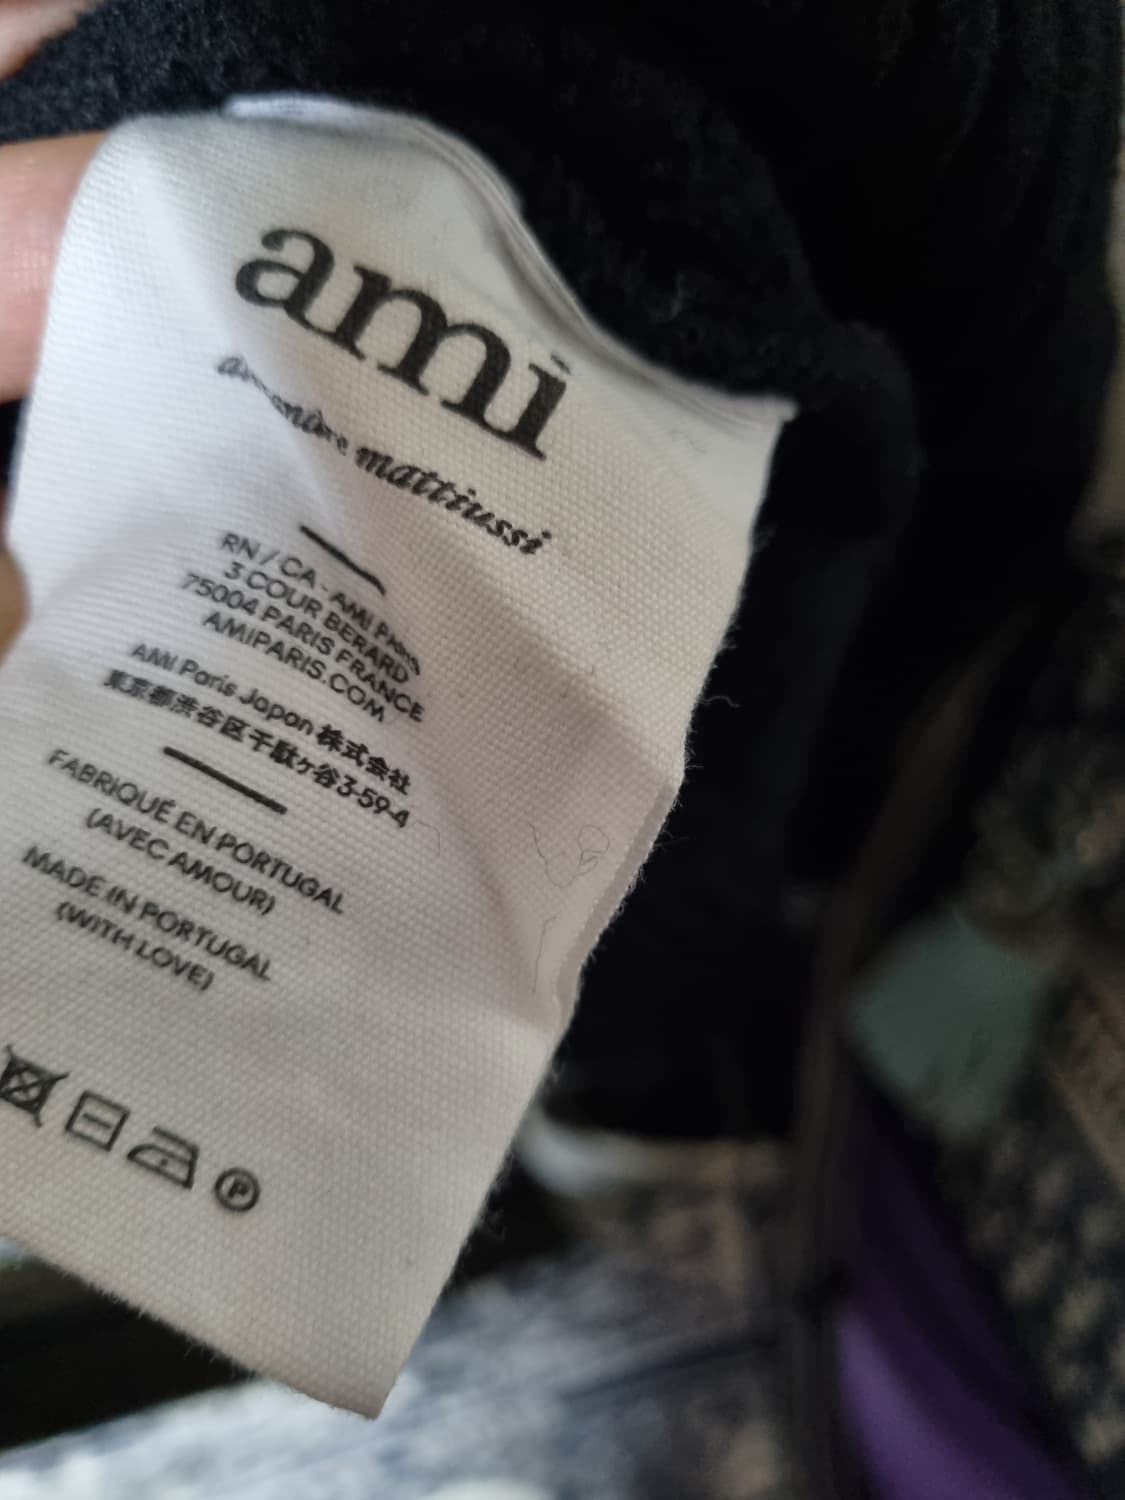 ami
alexandre mattiussi
RN / CA - AMI PARIS
3 COUR BERARD
75004 PARIS FRANCE
AMIPARIS.COM
AMI Paris Japan 株式会社
東京都渋谷区千駄ヶ谷3-59-4
FABRIQUÉ EN PORTUGAL
(AVEC AMOUR)
MADE IN PORTUGAL
(WITH LOVE)
P